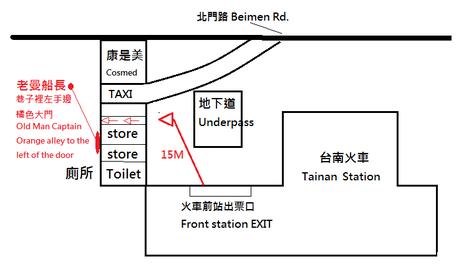 北門路 Beimen Rd.
康是美
Cosmed
TAXI
老曼船長
巷子裡左手邊
橘色大門
Old Man Captain
Orange alley to the
left of the door
地下道
Underpass
store
store
15M
廁所
Toilet
台南火車
Tainan Station
火車前站出票口
Front station EXIT